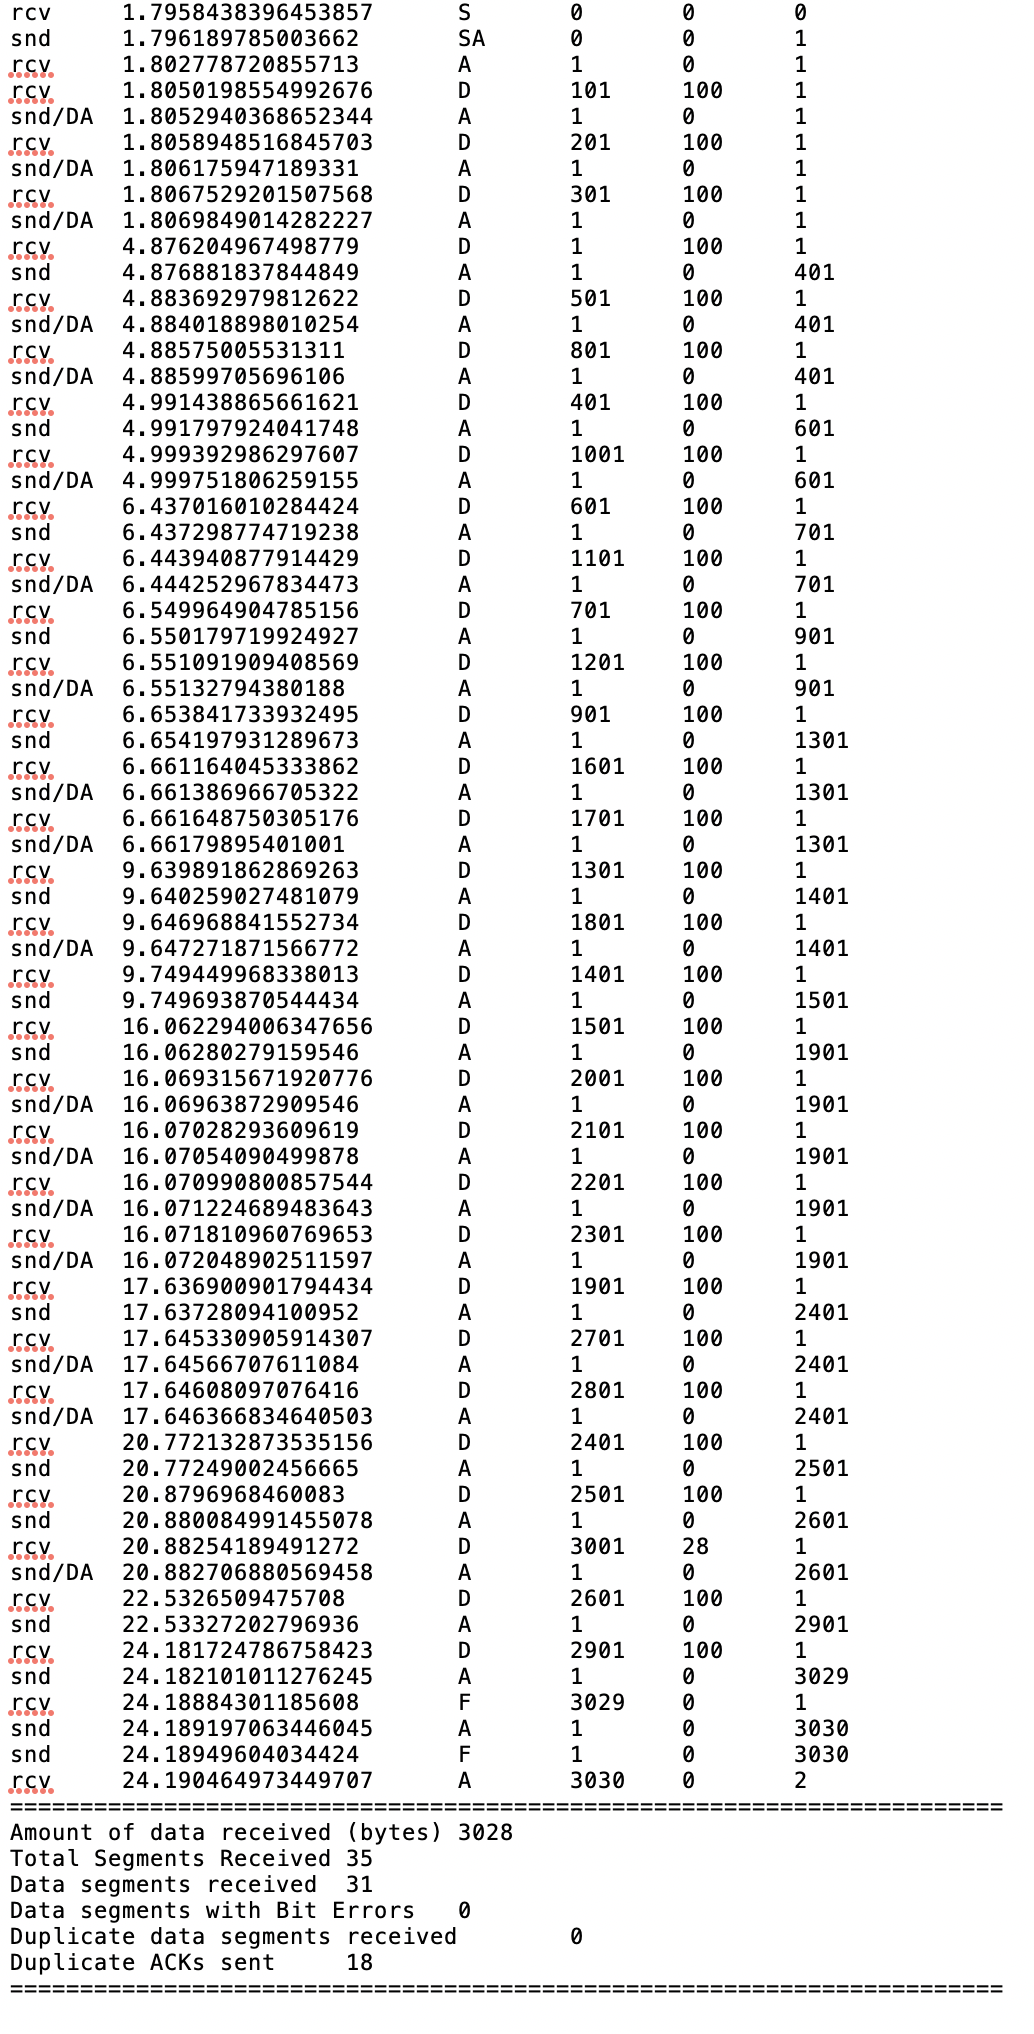 rcv 1.7958438396453857 S 0 0 0
snd 1.796189785003662 SA 0 0 1
rcv 1.802778720855713 A 1 0 1
rcv 1.8050198554992676 D 101 100 1
snd/DA 1.8052940368652344 A 1 0 1
rcv 1.8058948516845703 D 201 100 1
snd/DA 1.806175947189331 A 1 0 1
rcv 1.8067529201507568 D 301 100 1
snd/DA 1.8069849014282227 A 1 0 1
rcv 4.876204967498779 D 1 100 1
snd 4.876881837844849 A 1 0 401
rcv 4.883692979812622 D 501 100 1
snd/DA 4.884018898010254 A 1 0 401
rcv 4.88575005531311 D 801 100 1
snd/DA 4.88599705696106 A 1 0 401
rcv 4.991438865661621 D 401 100 1
snd 4.991797924041748 A 1 0 601
rcv 4.999392986297607 D 1001 100 1
snd/DA 4.999751806259155 A 1 0 601
rcv 6.437016010284424 D 601 100 1
snd 6.437298774719238 A 1 0 701
rcv 6.443940877914429 D 1101 100 1
snd/DA 6.444252967834473 A 1 0 701
rcv 6.549964904785156 D 701 100 1
snd 6.550179719924927 A 1 0 901
rcv 6.551091909408569 D 1201 100 1
snd/DA 6.55132794380188 A 1 0 901
rcv 6.653841733932495 D 901 100 1
snd 6.654197931289673 A 1 0 1301
rcv 6.661164045333862 D 1601 100 1
snd/DA 6.661386966705322 A 1 0 1301
rcv 6.661648750305176 D 1701 100 1
snd/DA 6.66179895401001 A 1 0 1301
rcv 9.639891862869263 D 1301 100 1
snd 9.640259027481079 A 1 0 1401
rcv 9.646968841552734 D 1801 100 1
snd/DA 9.647271871566772 A 1 0 1401
rcv 9.749449968338013 D 1401 100 1
snd 9.749693870544434 A 1 0 1501
rcv 16.062294006347656 D 1501 100 1
snd 16.06280279159546 A 1 0 1901
rcv 16.069315671920776 D 2001 100 1
snd/DA 16.06963872909546 A 1 0 1901
rcv 16.07028293609619 D 2101 100 1
snd/DA 16.07054090499878 A 1 0 1901
rcv 16.070990800857544 D 2201 100 1
snd/DA 16.071224689483643 A 1 0 1901
rcv 16.071810960769653 D 2301 100 1
snd/DA 16.072048902511597 A 1 0 1901
rcv 17.636900901794434 D 1901 100 1
snd 17.63728094100952 A 1 0 2401
rcv 17.645330905914307 D 2701 100 1
snd/DA 17.64566707611084 A 1 0 2401
rcv 17.64608097076416 D 2801 100 1
snd/DA 17.646366834640503 A 1 0 2401
rcv 20.772132873535156 D 2401 100 1
snd 20.77249002456665 A 1 0 2501
rcv 20.8796968460083 D 2501 100 1
snd 20.880084991455078 A 1 0 2601
rcv 20.88254189491272 D 3001 28 1
snd/DA 20.882706880569458 A 1 0 2601
rcv 22.5326509475708 D 2601 100 1
snd 22.53327202796936 A 1 0 2901
rcv 24.181724786758423 D 2901 100 1
snd 24.182101011276245 A 1 0 3029
rcv 24.18884301185608 F 3029 0 1
snd 24.189197063446045 A 1 0 3030
snd 24.18949604034424 F 1 0 3030
rcv 24.190464973449707 A 3030 0 2
=======================================================================
Amount of data received (bytes) 3028
Total Segments Received 35
Data segments received 31
Data segments with Bit Errors 0
Duplicate data segments received 0
Duplicate ACKs sent 18
=======================================================================